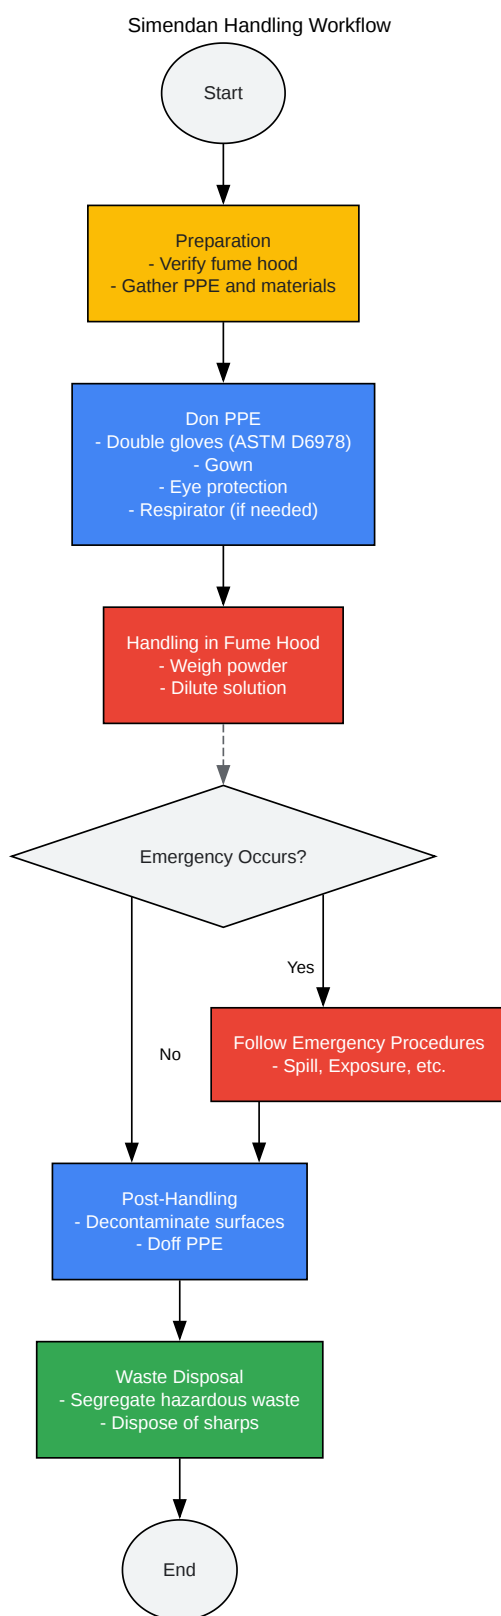 Simendan Handling Workflow
Start
Preparation
- Verify fume hood
- Gather PPE and materials
Don PPE
- Double gloves (ASTM D6978)
- Gown
- Eye protection
- Respirator (if needed)
Handling in Fume Hood
- Weigh powder
- Dilute solution
Emergency Occurs?
Yes
Follow Emergency Procedures
- Spill, Exposure, etc.
No
Post-Handling
- Decontaminate surfaces
- Doff PPE
Waste Disposal
- Segregate hazardous waste
- Dispose of sharps
End